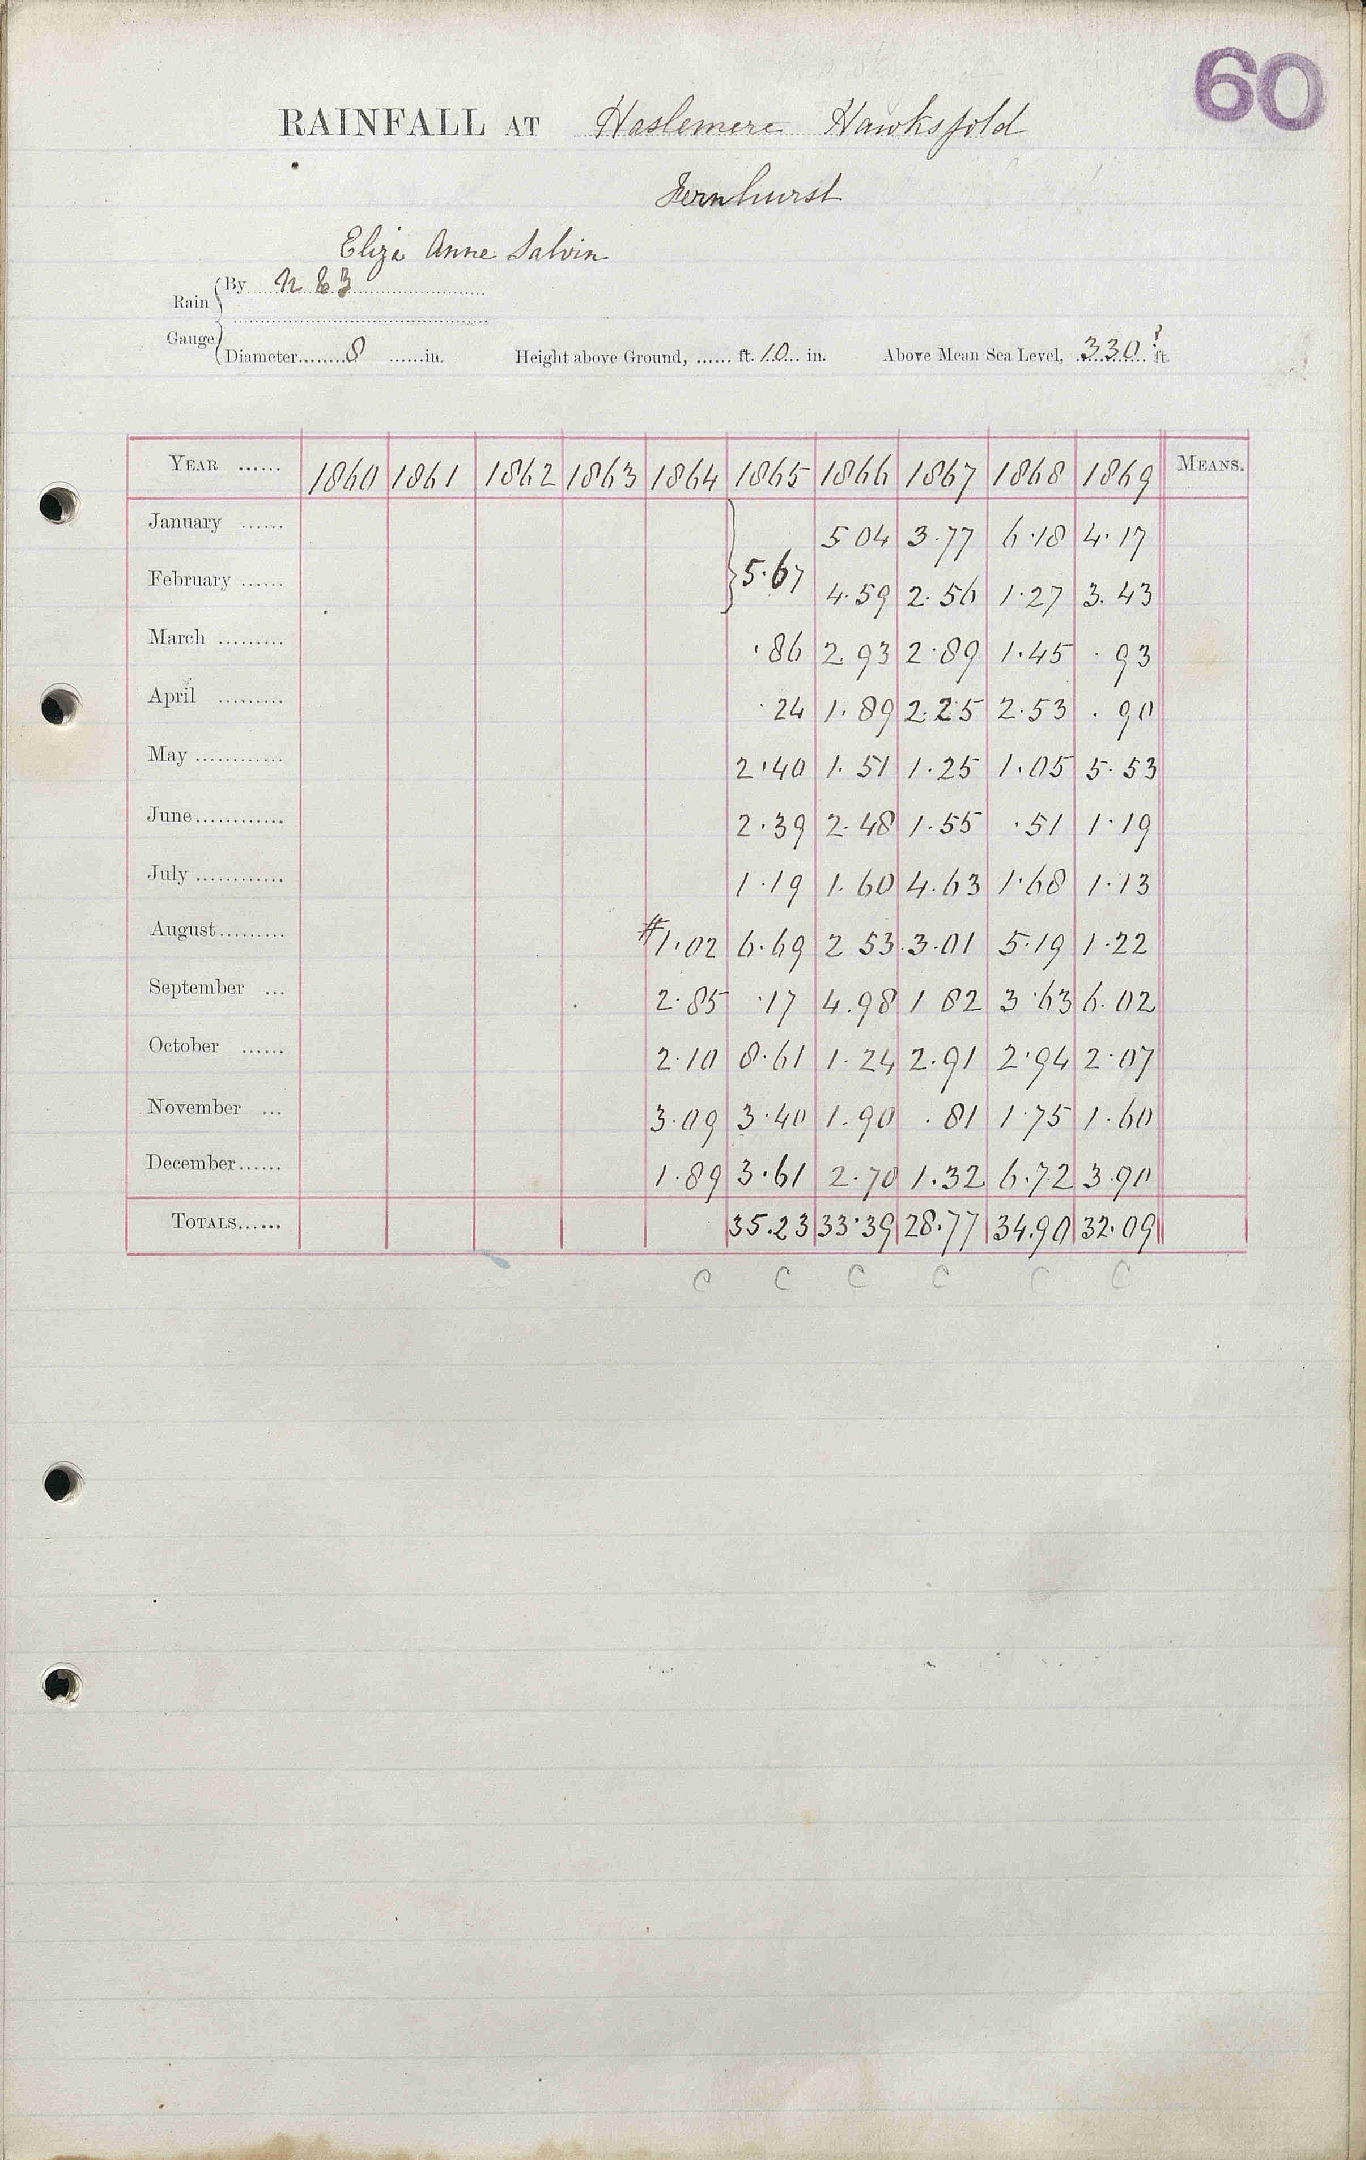 60
RAINFALL AT Haslemere Hawksfold
Fernhurst
Eliza Anne Salvin
Rain Gauge { By N & Z
Diameter........8......in. Height above Ground, ...... ft. 10 in. Above Mean Sea Level, 330 ? ft.
YEAR ...... 1860 1861 1862 1863 1864 1865 1866 1867 1868 1869 MEANS.
January ...... } 5.67 5 04 3.77 6.18 4.17
February ...... 4.59 2.56 1.27 3.43
March ......... .86 2.93 2.89 1.45 .93
April ......... .24 1.89 2.25 2.53 .90
May ............ 2.40 1.51 1.25 1.05 5.53
June............ 2.39 2.48 1.55 .51 1.19
July ............ 1.19 1.60 4.63 1.68 1.13
August......... #1.02 6.69 2 53 3.01 5.19 1.22
September ... 2.85 .17 4.98 1 82 3.63 6.02
October ...... 2.10 8.61 1.24 2.91 2.94 2.07
November ... 3.09 3.40 1.90 .81 1.75 1.60
December...... 1.89 3.61 2.70 1.32 6.72 3.90
TOTALS...... 35.23 33.39 28.77 34.90 32.09
C C C C C C